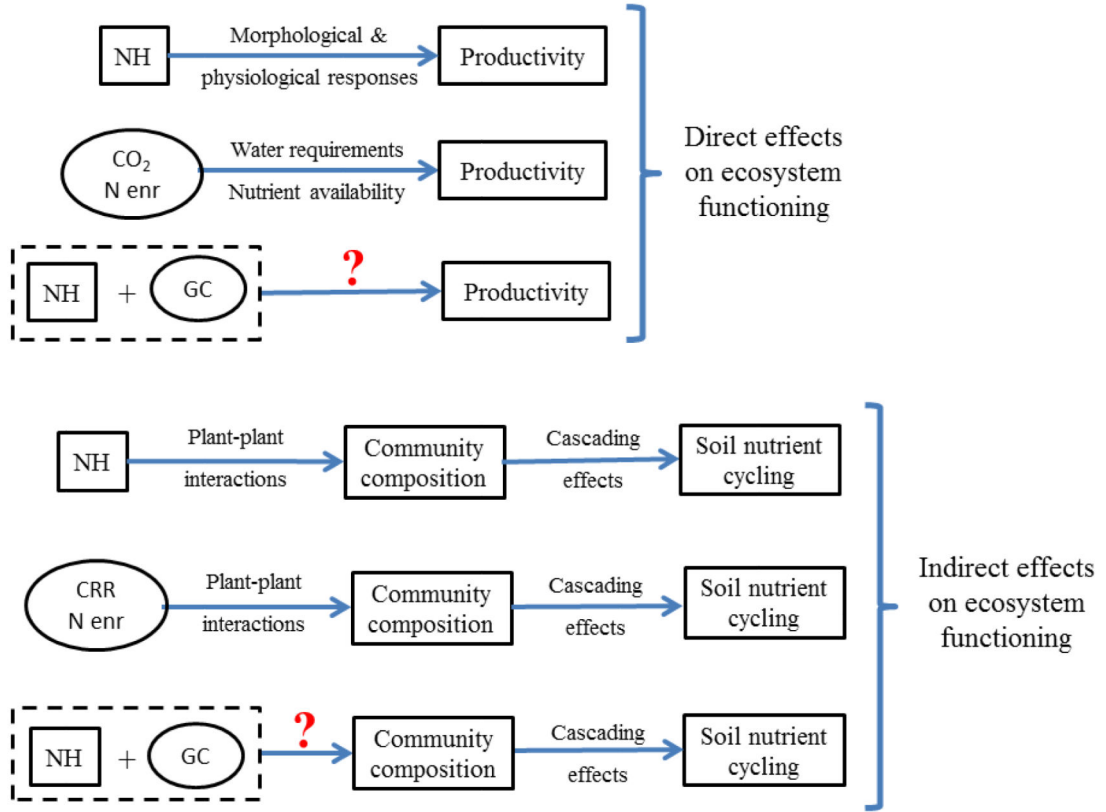 NH
Morphological &
physiological responses
Productivity
CO₂
N enr
Water requirements
Nutrient availability
Productivity
NH + GC
?
Productivity
Direct effects
on ecosystem
functioning
NH
Plant-plant
interactions
Community
composition
Cascading
effects
Soil nutrient
cycling
CRR
N enr
Plant-plant
interactions
Community
composition
Cascading
effects
Soil nutrient
cycling
NH + GC
?
Community
composition
Cascading
effects
Soil nutrient
cycling
Indirect effects
on ecosystem
functioning